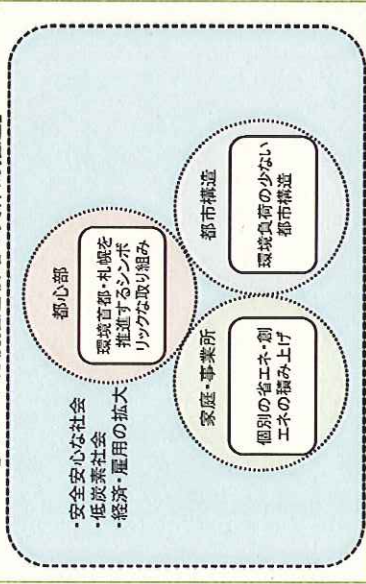 ・安全安心な社会
・低炭素社会
・経済・雇用の拡大
都心部
環境首都・札幌を
推進するシンボ
リックな取り組み
家庭・事業所
個別の省エネ・創
エネの積み上げ
都市構造
環境負荷の少ない
都市構造